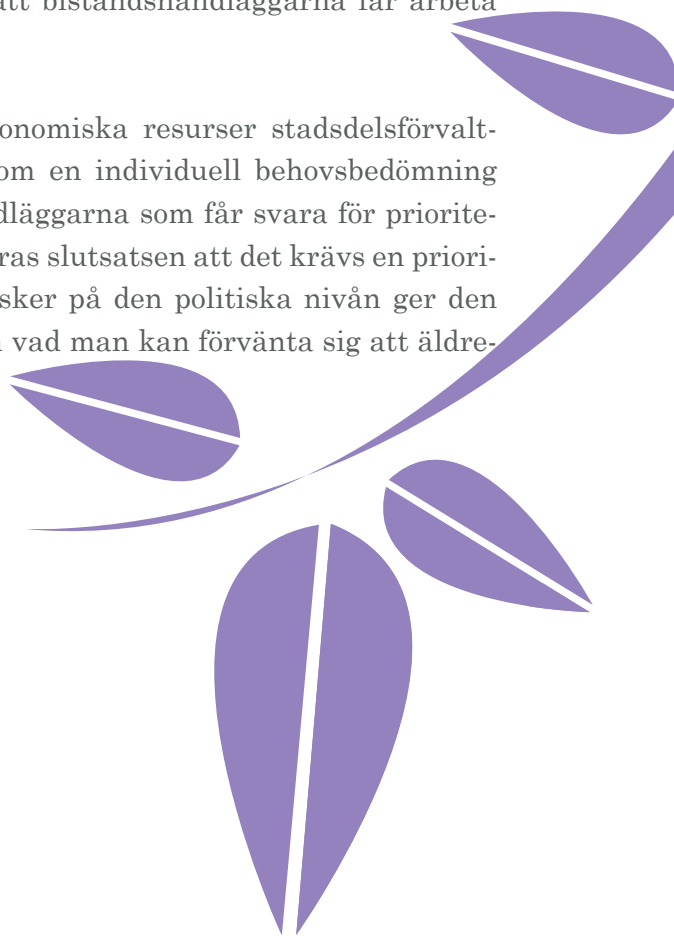 att biståndshandläggarna får arbeta
onomiska resurser stadsdelsförvalt-
om en individuell behovsbedömning
dläggarna som får svara för priorite-
ras slutsatsen att det krävs en priori-
sker på den politiska nivån ger den
vad man kan förvänta sig att äldre-